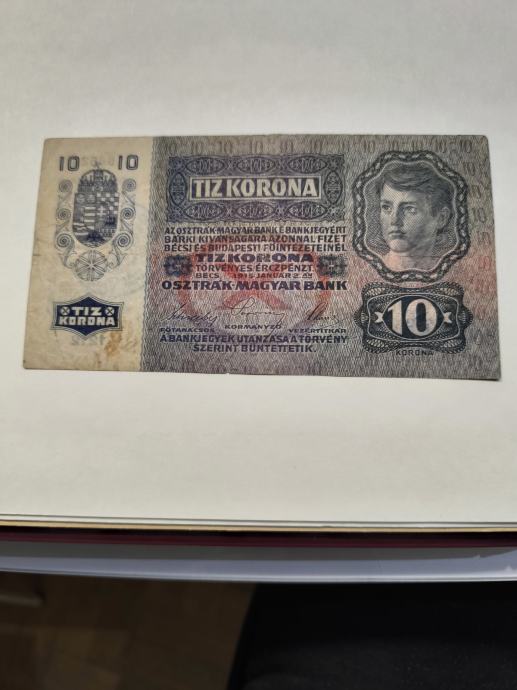 10 10
TIZ KORONA
AZ OSZTRÁK-MAGYAR BANK E BANKJEGYÉRT
BÁRKI KÍVÁNSÁGÁRA AZONNAL FIZET
BÉCSI ÉS BUDAPESTI FŐINTÉZETEINÉL
TIZ KORONA
TÖRVÉNYES ÉRCZPÉNZT.
BÉCS, 1915 JANUÁR 2.ÁN
OSZTRÁK-MAGYAR BANK
FŐTANÁCSOS KORMÁNYZÓ VEZÉRTITKÁR
A BANKJEGYEK UTÁNZÁSA A TÖRVÉNY
SZERINT BÜNTETTETIK.
TIZ
KORONA
10
KORONA